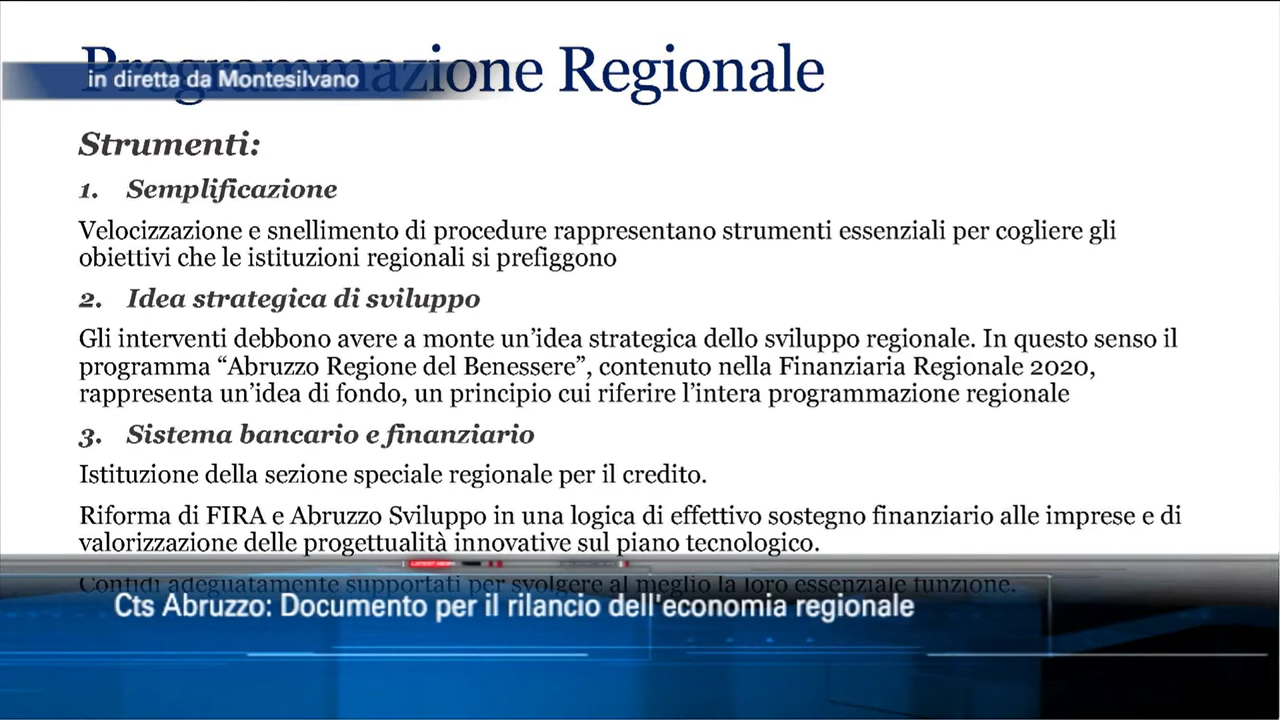 Programmazione Regionale
in diretta da Montesilvano
Strumenti:
1. Semplificazione
Velocizzazione e snellimento di procedure rappresentano strumenti essenziali per cogliere gli
obiettivi che le istituzioni regionali si prefiggono
2. Idea strategica di sviluppo
Gli interventi debbono avere a monte un’idea strategica dello sviluppo regionale. In questo senso il
programma “Abruzzo Regione del Benessere”, contenuto nella Finanziaria Regionale 2020,
rappresenta un’idea di fondo, un principio cui riferire l’intera programmazione regionale
3. Sistema bancario e finanziario
Istituzione della sezione speciale regionale per il credito.
Riforma di FIRA e Abruzzo Sviluppo in una logica di effettivo sostegno finanziario alle imprese e di
valorizzazione delle progettualità innovative sul piano tecnologico.
LATEST NEWS
Confidi adeguatamente supportati per svolgere al meglio la loro essenziale funzione.
Cts Abruzzo: Documento per il rilancio dell'economia regionale